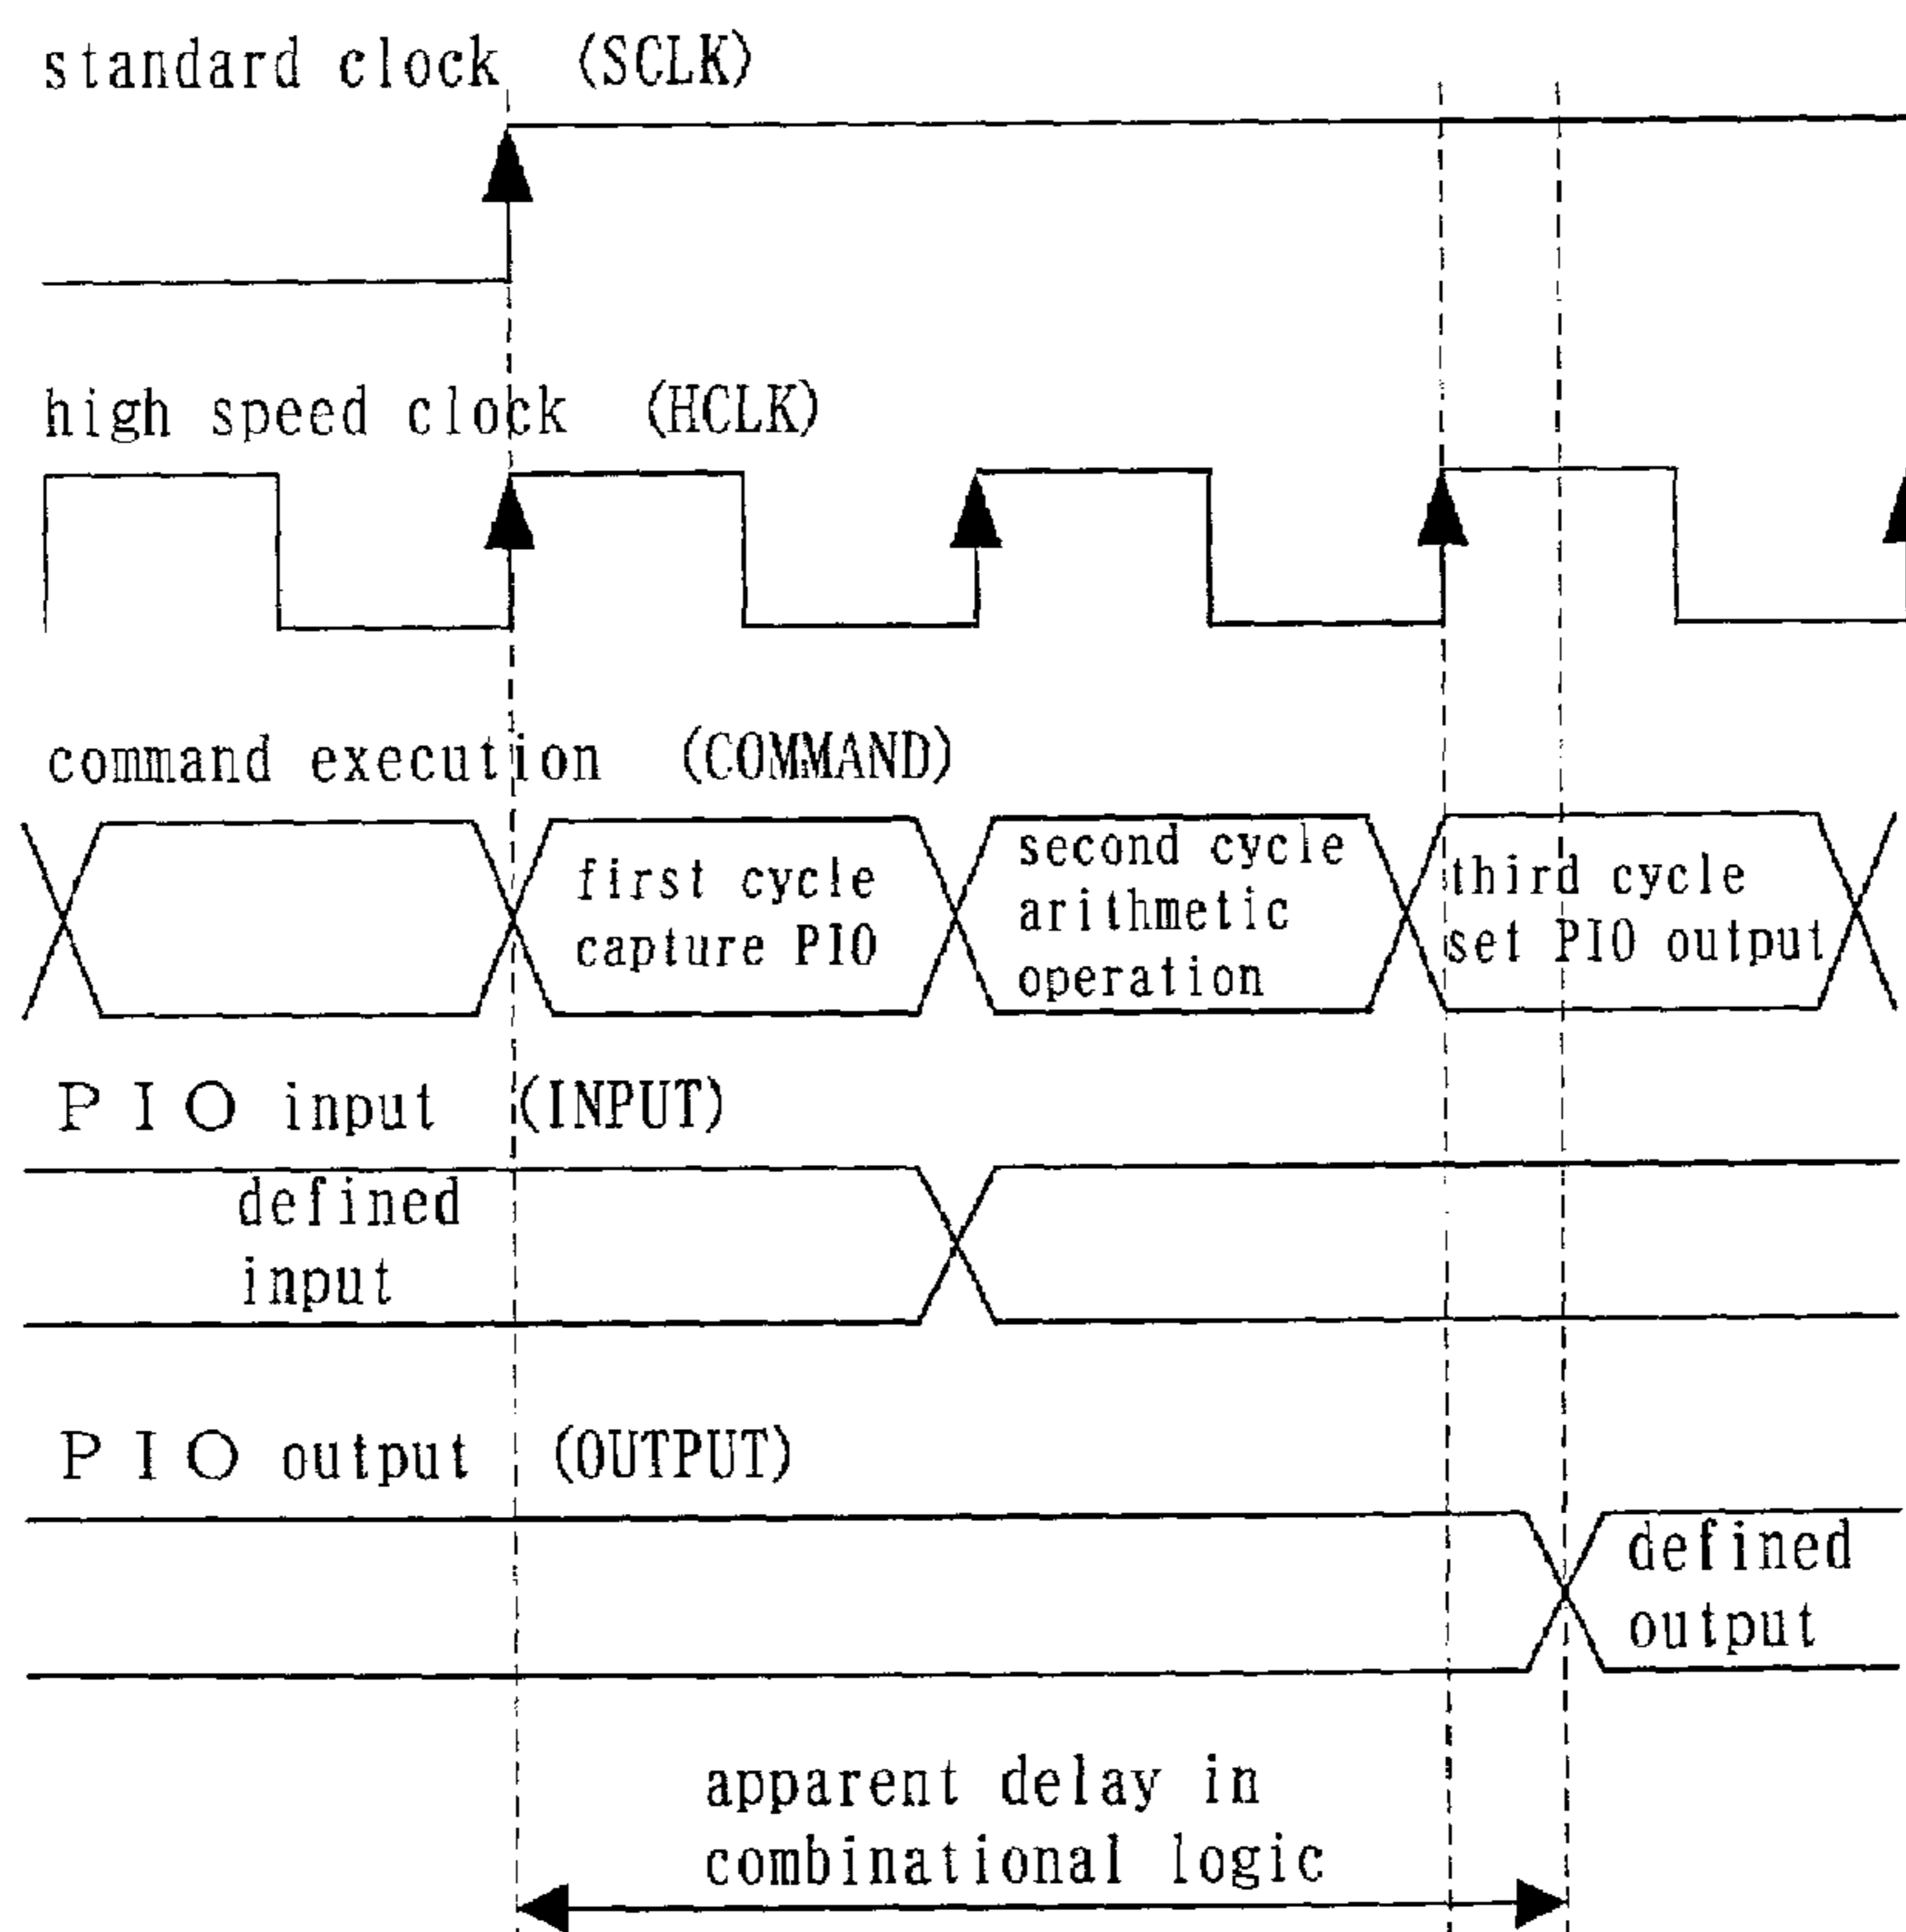 standard clock (SCLK)
high speed clock (HCLK)
command execution (COMMAND)
first cycle
capture PIO
second cycle
arithmetic
operation
third cycle
set PIO output
PIO input (INPUT)
defined
input
PIO output (OUTPUT)
defined
output
apparent delay in
combinational logic